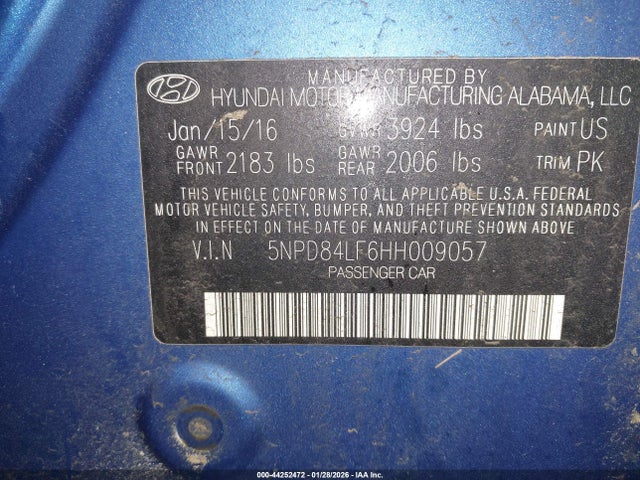 MANUFACTURED BY
HYUNDAI MOTOR MANUFACTURING ALABAMA, LLC
Jan/15/16 GVWR 3924 lbs PAINT US
GAWR FRONT 2183 lbs GAWR REAR 2006 lbs TRIM PK
THIS VEHICLE CONFORMS TO ALL APPLICABLE U.S.A. FEDERAL
MOTOR VEHICLE SAFETY, BUMPER, AND THEFT PREVENTION STANDARDS
IN EFFECT ON THE DATE OF MANUFACTURE SHOWN ABOVE.
V.I.N 5NPD84LF6HH009057
PASSENGER CAR
000-44252472 - 01/28/2026 - IAA Inc.